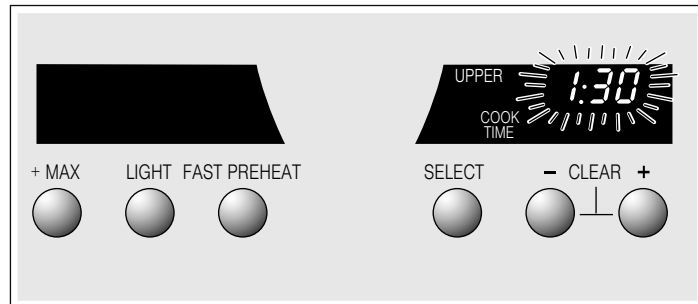 UPPER 1:30
COOK
TIME
+ MAX LIGHT FAST PREHEAT SELECT - CLEAR +